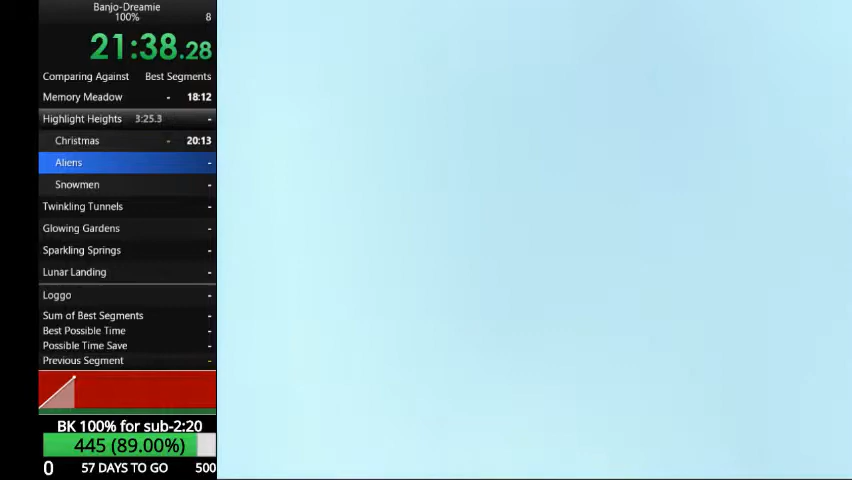 Banjo-Dreamie
100% 8
21:38.28
Comparing Against Best Segments
Memory Meadow - 18:12
Highlight Heights 3:25.3 -
Christmas - 20:13
Aliens -
Snowmen -
Twinkling Tunnels -
Glowing Gardens -
Sparkling Springs -
Lunar Landing -
Loggo -
Sum of Best Segments -
Best Possible Time -
Possible Time Save -
Previous Segment -
BK 100% for sub-2:20
445 (89.00%)
0 57 DAYS TO GO 500